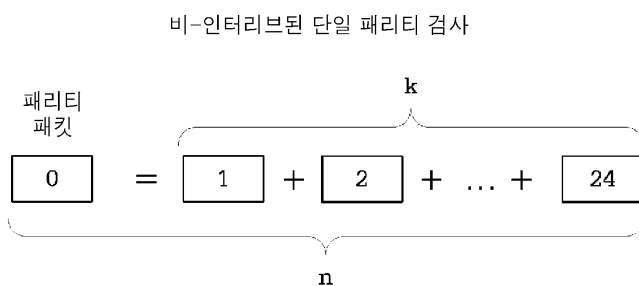 비-인터리브된 단일 패리티 검사
k
패리티
패킷
0 = 1 + 2 + ... + 24
n